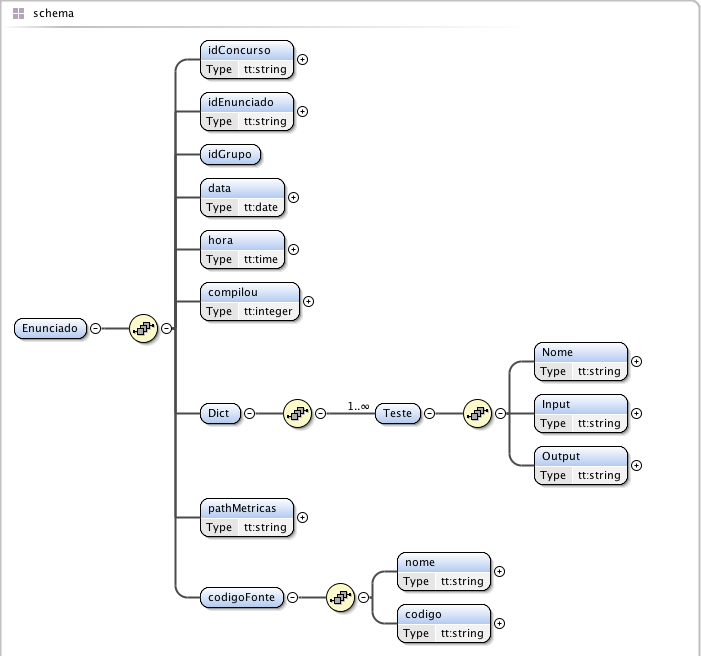 schema
idConcurso
Type tt:string
idEnunciado
Type tt:string
idGrupo
data
Type tt:date
hora
Type tt:time
compilou
Type tt:integer
Enunciado
Dict
1..∞
Teste
Nome
Type tt:string
Input
Type tt:string
Output
Type tt:string
pathMetricas
Type tt:string
codigoFonte
nome
Type tt:string
codigo
Type tt:string